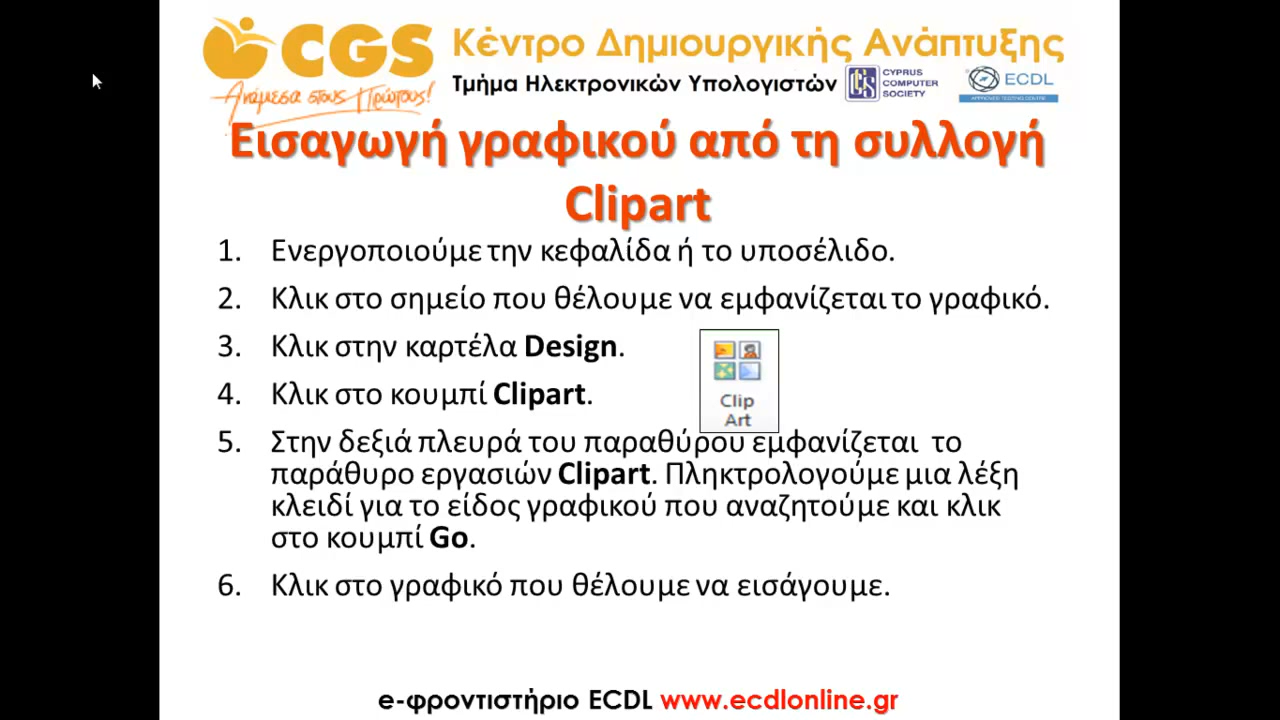 CGS Κέντρο Δημιουργικής Ανάπτυξης
Ανάμεσα στους Πρώτους!
Τμήμα Ηλεκτρονικών Υπολογιστών
CCS CYPRUS
COMPUTER
SOCIETY
ECDL
APPROVED TESTING CENTRE
Εισαγωγή γραφικού από τη συλλογή
Clipart
1. Ενεργοποιούμε την κεφαλίδα ή το υποσέλιδο.
2. Κλικ στο σημείο που θέλουμε να εμφανίζεται το γραφικό.
3. Κλικ στην καρτέλα Design.
4. Κλικ στο κουμπί Clipart.
Clip
Art
5. Στην δεξιά πλευρά του παραθύρου εμφανίζεται το
παράθυρο εργασιών Clipart. Πληκτρολογούμε μια λέξη
κλειδί για το είδος γραφικού που αναζητούμε και κλικ
στο κουμπί Go.
6. Κλικ στο γραφικό που θέλουμε να εισάγουμε.
e-φροντιστήριο ECDL www.ecdlonline.gr